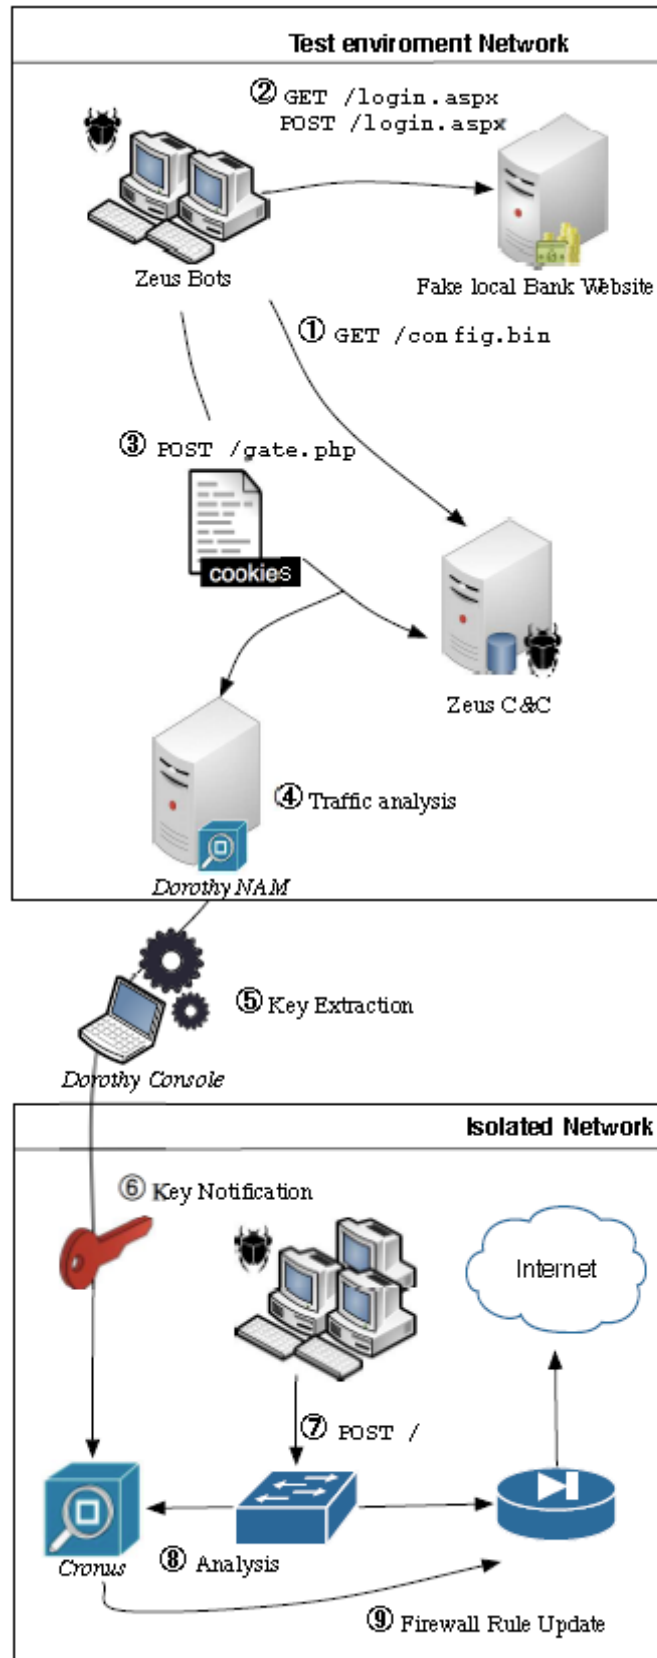 Test enviroment Network
② GET /login.aspx
POST /login.aspx
Zeus Bots
Fake local Bank Website
① GET /config.bin
③ POST /gate.php
cookies
Zeus C&C
④ Traffic analysis
Dorothy NAM
⑤ Key Extraction
Dorothy Console
Isolated Network
⑥ Key Notification
Internet
⑦ POST /
Cronus
⑧ Analysis
⑨ Firewall Rule Update